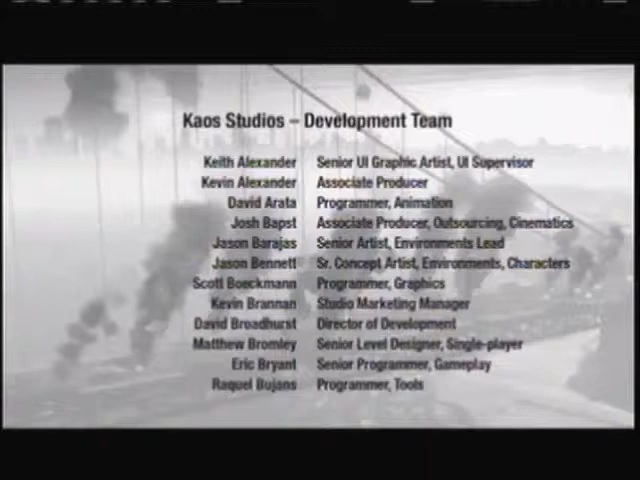 Kaos Studios – Development Team
Keith Alexander Senior UI Graphic Artist, UI Supervisor
Kevin Alexander Associate Producer
David Arata Programmer, Animation
Josh Bapst Associate Producer, Outsourcing, Cinematics
Jason Barajas Senior Artist, Environments Lead
Jason Bennett Sr. Concept Artist, Environments, Characters
Scott Boeckmann Programmer, Graphics
Kevin Brannan Studio Marketing Manager
David Broadhurst Director of Development
Matthew Bromley Senior Level Designer, Single-player
Eric Bryant Senior Programmer, Gameplay
Raquel Bujans Programmer, Tools